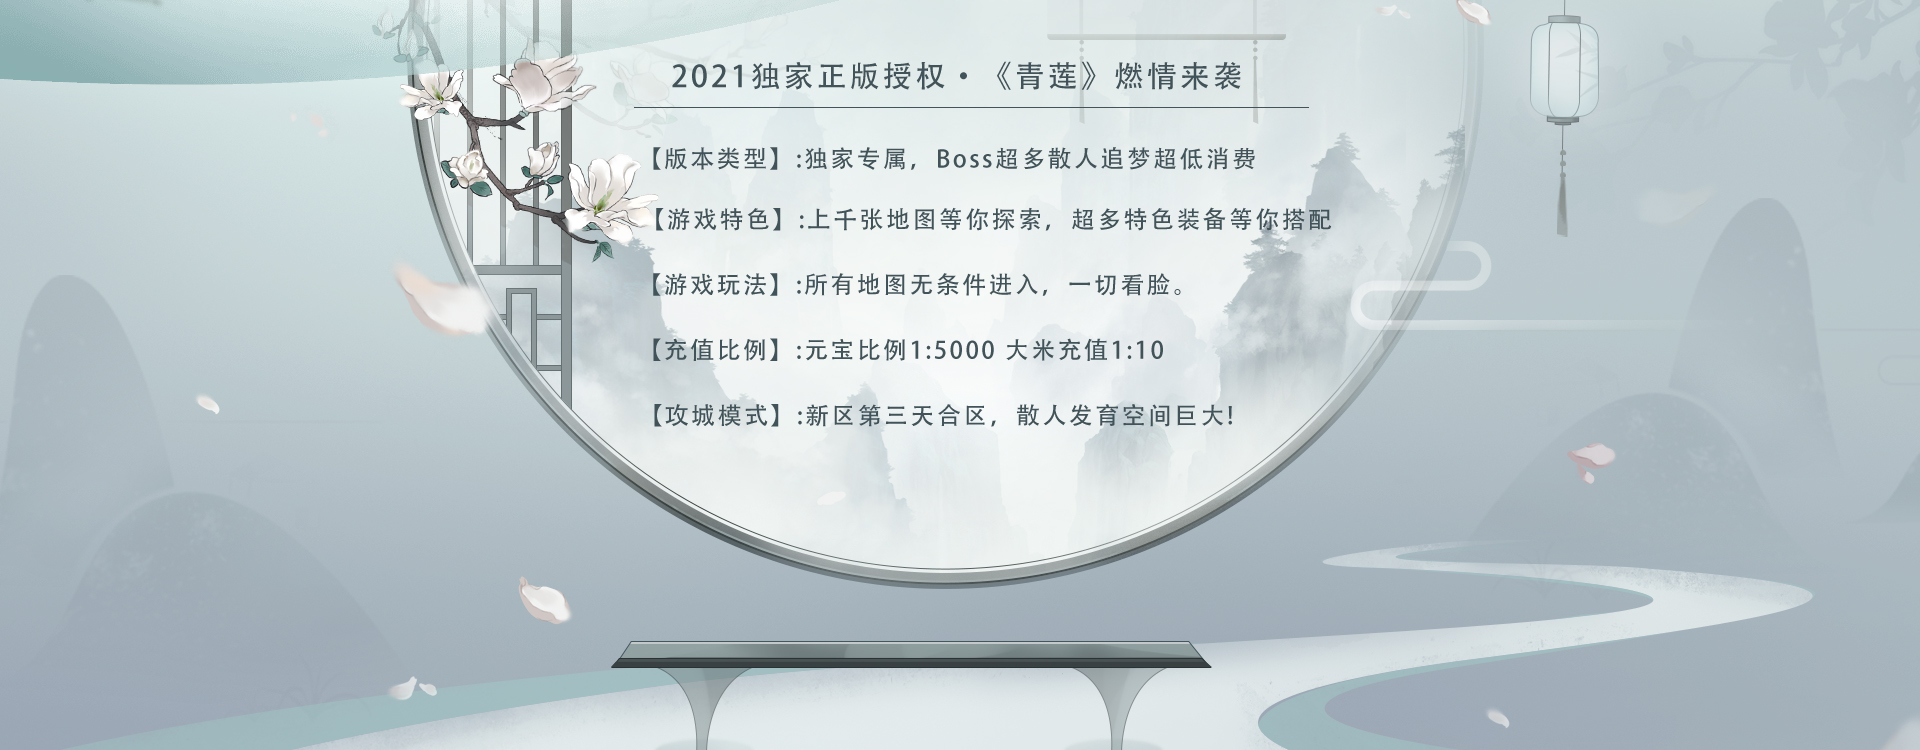 2021独家正版授权·《青莲》燃情来袭
【版本类型】:独家专属，Boss超多散人追梦超低消费
【游戏特色】:上千张地图等你探索，超多特色装备等你搭配
【游戏玩法】:所有地图无条件进入，一切看脸。
【充值比例】:元宝比例1:5000 大米充值1:10
【攻城模式】:新区第三天合区，散人发育空间巨大!